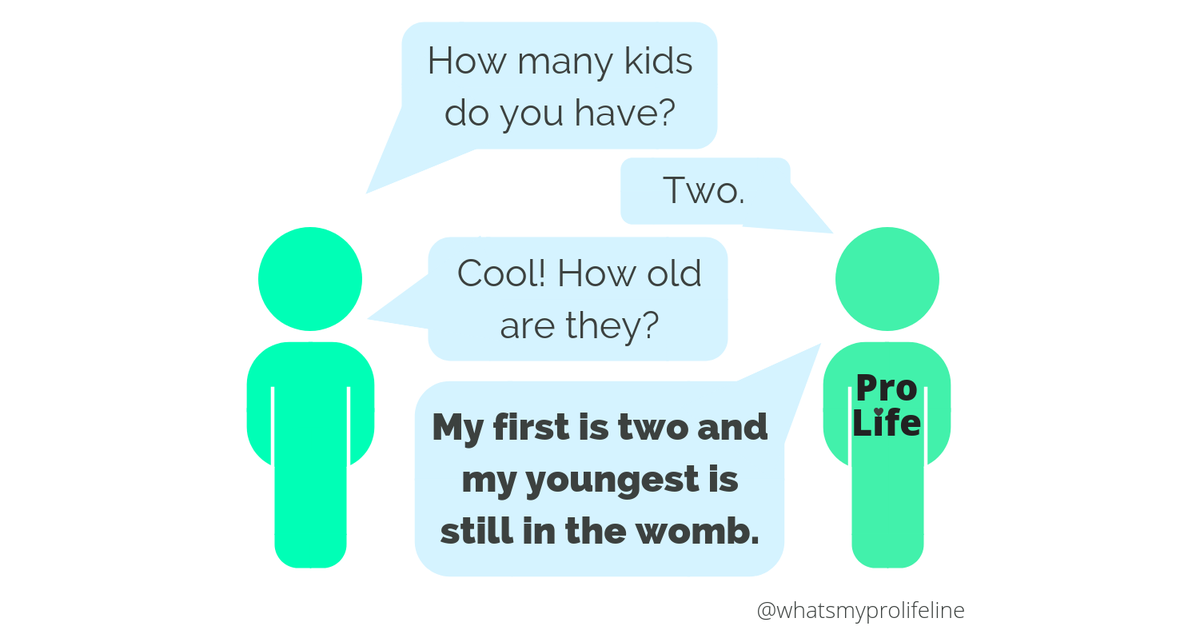 How many kids
do you have?
Two.
Cool! How old
are they?
My first is two and
my youngest is
still in the womb.
Pro
Life
@whatsmyprolifeline